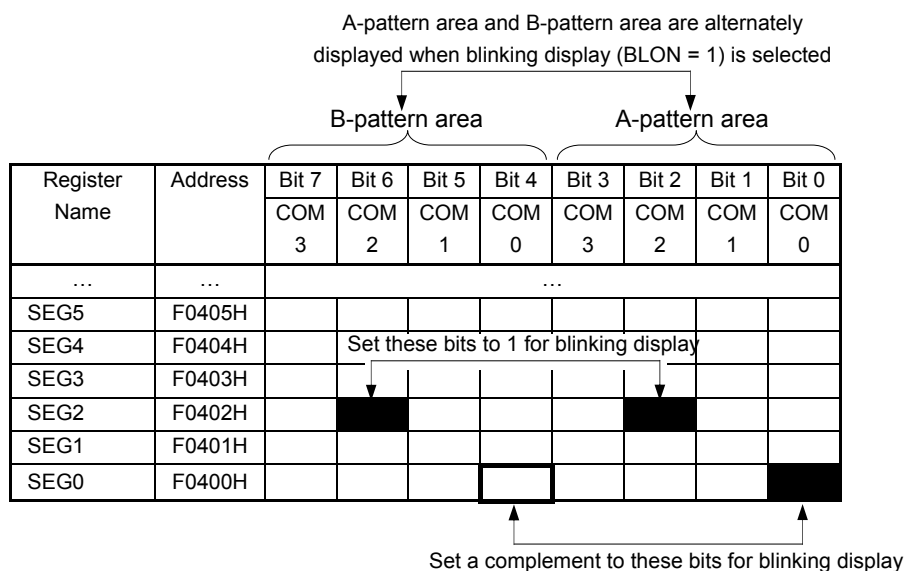 A-pattern area and B-pattern area are alternately
displayed when blinking display (BLON = 1) is selected
B-pattern area A-pattern area
Register Address Bit 7 Bit 6 Bit 5 Bit 4 Bit 3 Bit 2 Bit 1 Bit 0
Name COM COM COM COM COM COM COM COM
3 2 1 0 3 2 1 0
... ... ...
SEG5 F0405H
SEG4 F0404H Set these bits to 1 for blinking display
SEG3 F0403H
SEG2 F0402H
SEG1 F0401H
SEG0 F0400H
Set a complement to these bits for blinking display